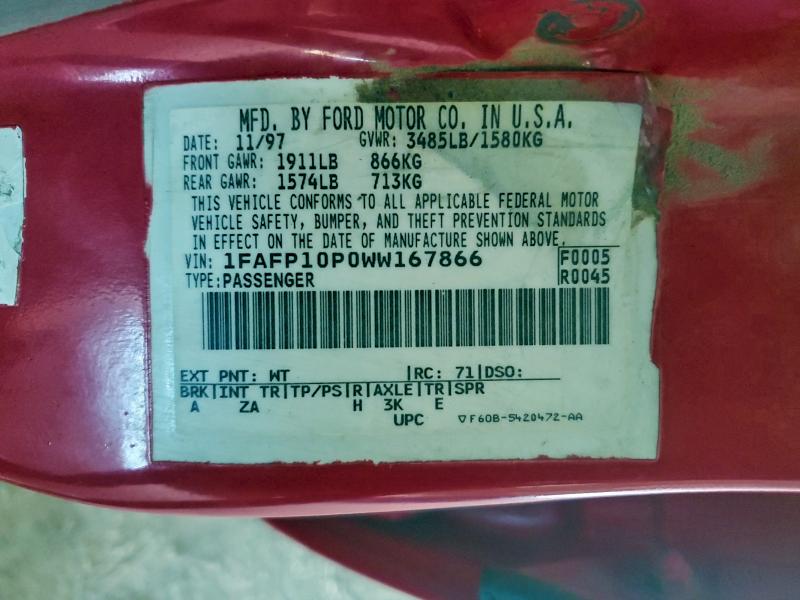 MFD. BY FORD MOTOR CO. IN U.S.A.
DATE: 11/97 GVWR: 3485LB/1580KG
FRONT GAWR: 1911LB 866KG
REAR GAWR: 1574LB 713KG
THIS VEHICLE CONFORMS TO ALL APPLICABLE FEDERAL MOTOR
VEHICLE SAFETY, BUMPER, AND THEFT PREVENTION STANDARDS
IN EFFECT ON THE DATE OF MANUFACTURE SHOWN ABOVE.
VIN: 1FAFP10P0WW167866 F0005
TYPE: PASSENGER R0045
EXT PNT: WT RC: 71 DSO:
BRK INT TR TP/PS R AXLE TR SPR
A ZA H 3K E
UPC ▽F60B-5420472-AA